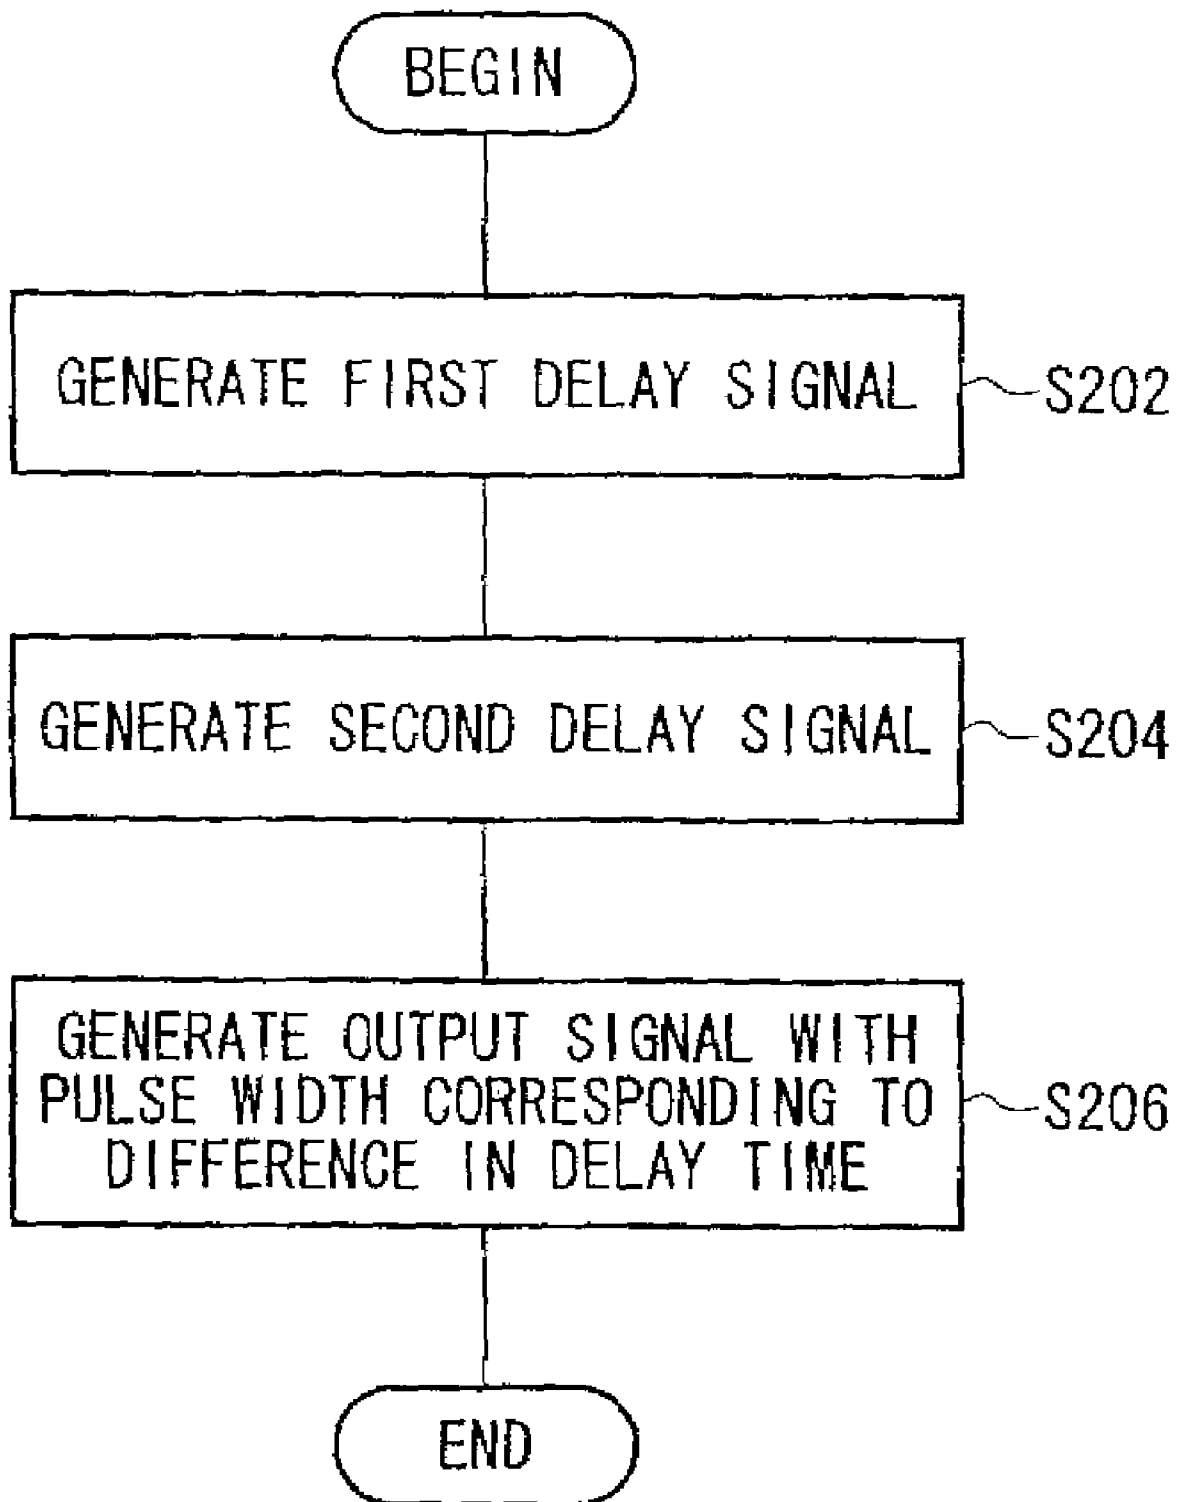 BEGIN
GENERATE FIRST DELAY SIGNAL
S202
GENERATE SECOND DELAY SIGNAL
S204
GENERATE OUTPUT SIGNAL WITH
PULSE WIDTH CORRESPONDING TO
DIFFERENCE IN DELAY TIME
S206
END